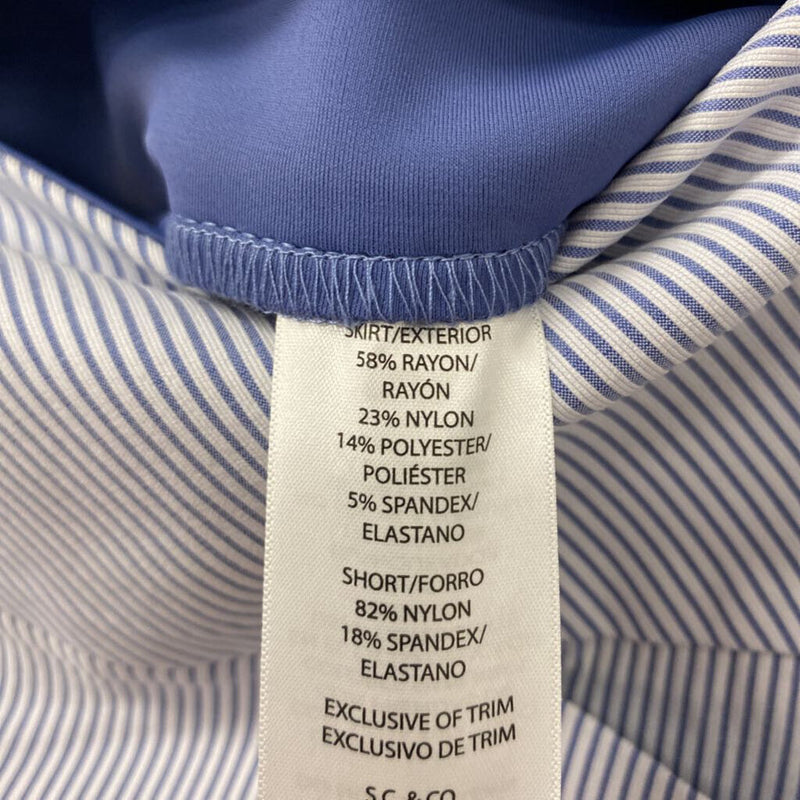 SKIRT/EXTERIOR
58% RAYON/
RAYÓN
23% NYLON
14% POLYESTER/
POLIÉSTER
5% SPANDEX/
ELASTANO
SHORT/FORRO
82% NYLON
18% SPANDEX/
ELASTANO
EXCLUSIVE OF TRIM
EXCLUSIVO DE TRIM
S.C. & CO.